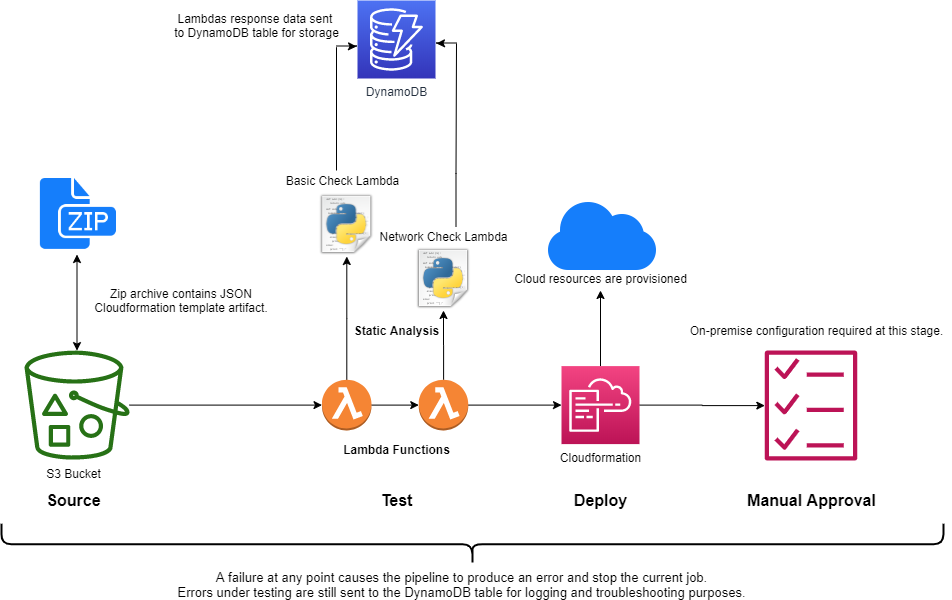 Lambdas response data sent
to DynamoDB table for storage
DynamoDB
Basic Check Lambda
ZIP
Network Check Lambda
Cloud resources are provisioned
Zip archive contains JSON
Cloudformation template artifact.
Static Analysis
On-premise configuration required at this stage.
Lambda Functions
Cloudformation
S3 Bucket
Source
Test
Deploy
Manual Approval
A failure at any point causes the pipeline to produce an error and stop the current job.
Errors under testing are still sent to the DynamoDB table for logging and troubleshooting purposes.